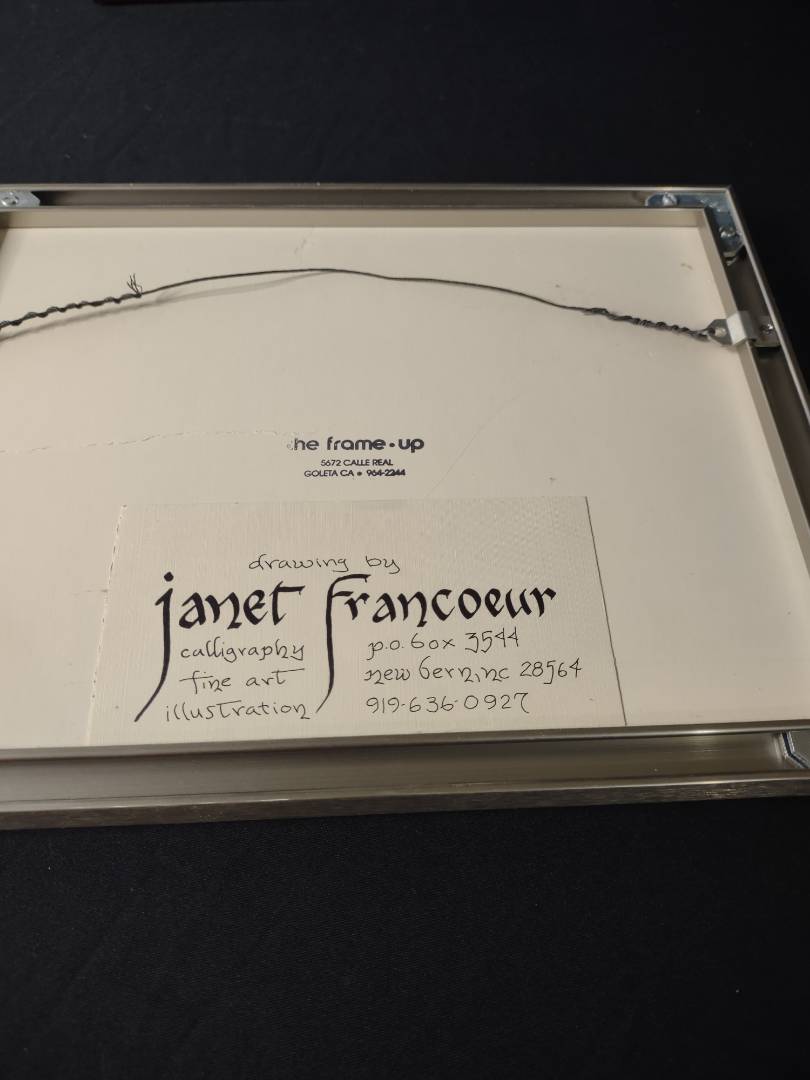 the frame•up
5672 CALLE REAL
GOLETA CA • 964-2244
drawing by
janet francoeur
calligraphy
fine art
illustration
p.o. box 3544
new bern, nc 28564
919-636-0927